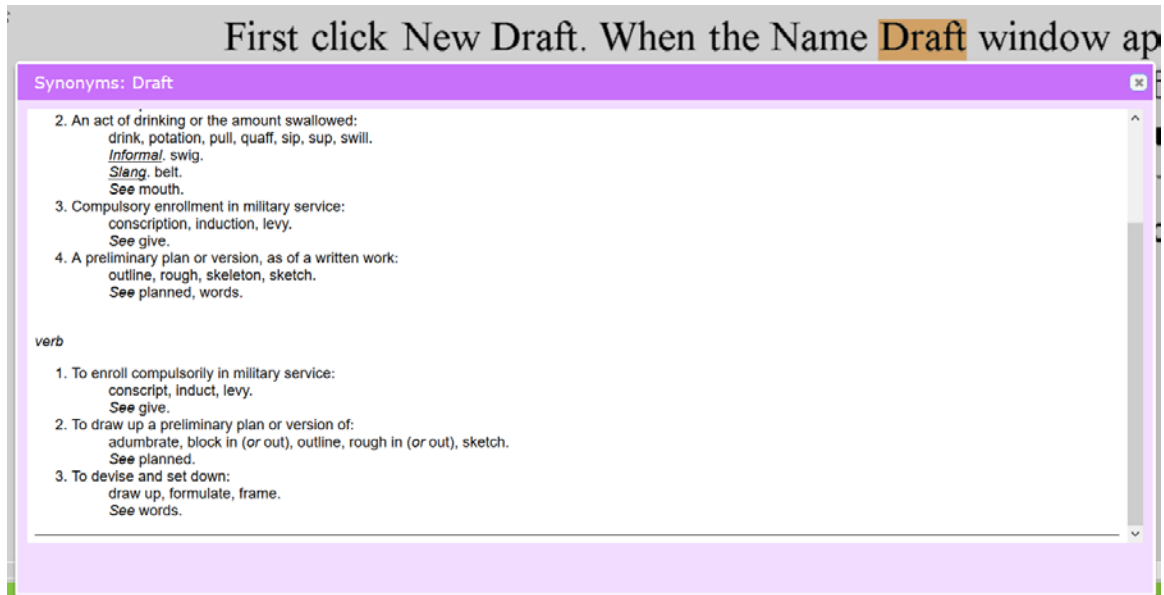 First click New Draft. When the Name Draft window ap
Synonyms: Draft
2. An act of drinking or the amount swallowed:
drink, potation, pull, quaff, sip, sup, swill.
Informal. swig.
Slang. belt.
See mouth.
3. Compulsory enrollment in military service:
conscription, induction, levy.
See give.
4. A preliminary plan or version, as of a written work:
outline, rough, skeleton, sketch.
See planned, words.
verb
1. To enroll compulsorily in military service:
conscript, induct, levy.
See give.
2. To draw up a preliminary plan or version of:
adumbrate, block in (or out), outline, rough in (or out), sketch.
See planned.
3. To devise and set down:
draw up, formulate, frame.
See words.